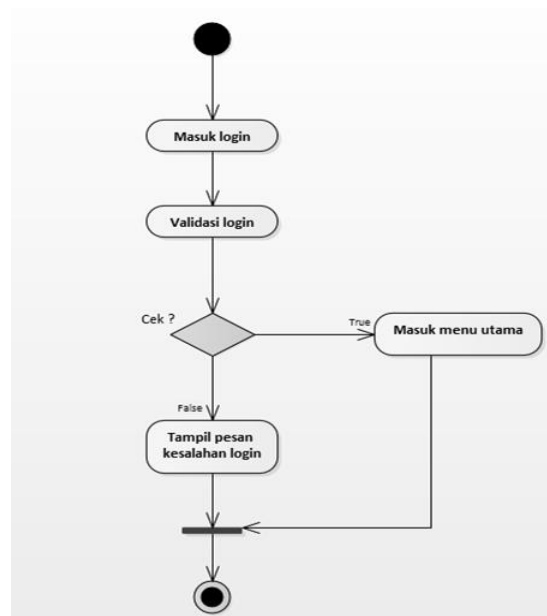 Masuk login
Validasi login
Cek ?
True
Masuk menu utama
False
Tampil pesan
kesalahan login